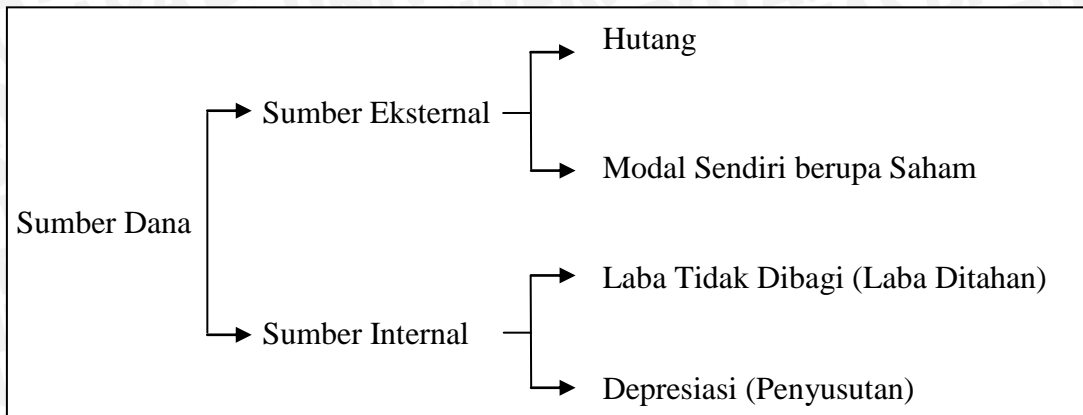 Hutang
Sumber Eksternal
Modal Sendiri berupa Saham
Sumber Dana
Laba Tidak Dibagi (Laba Ditahan)
Sumber Internal
Depresiasi (Penyusutan)